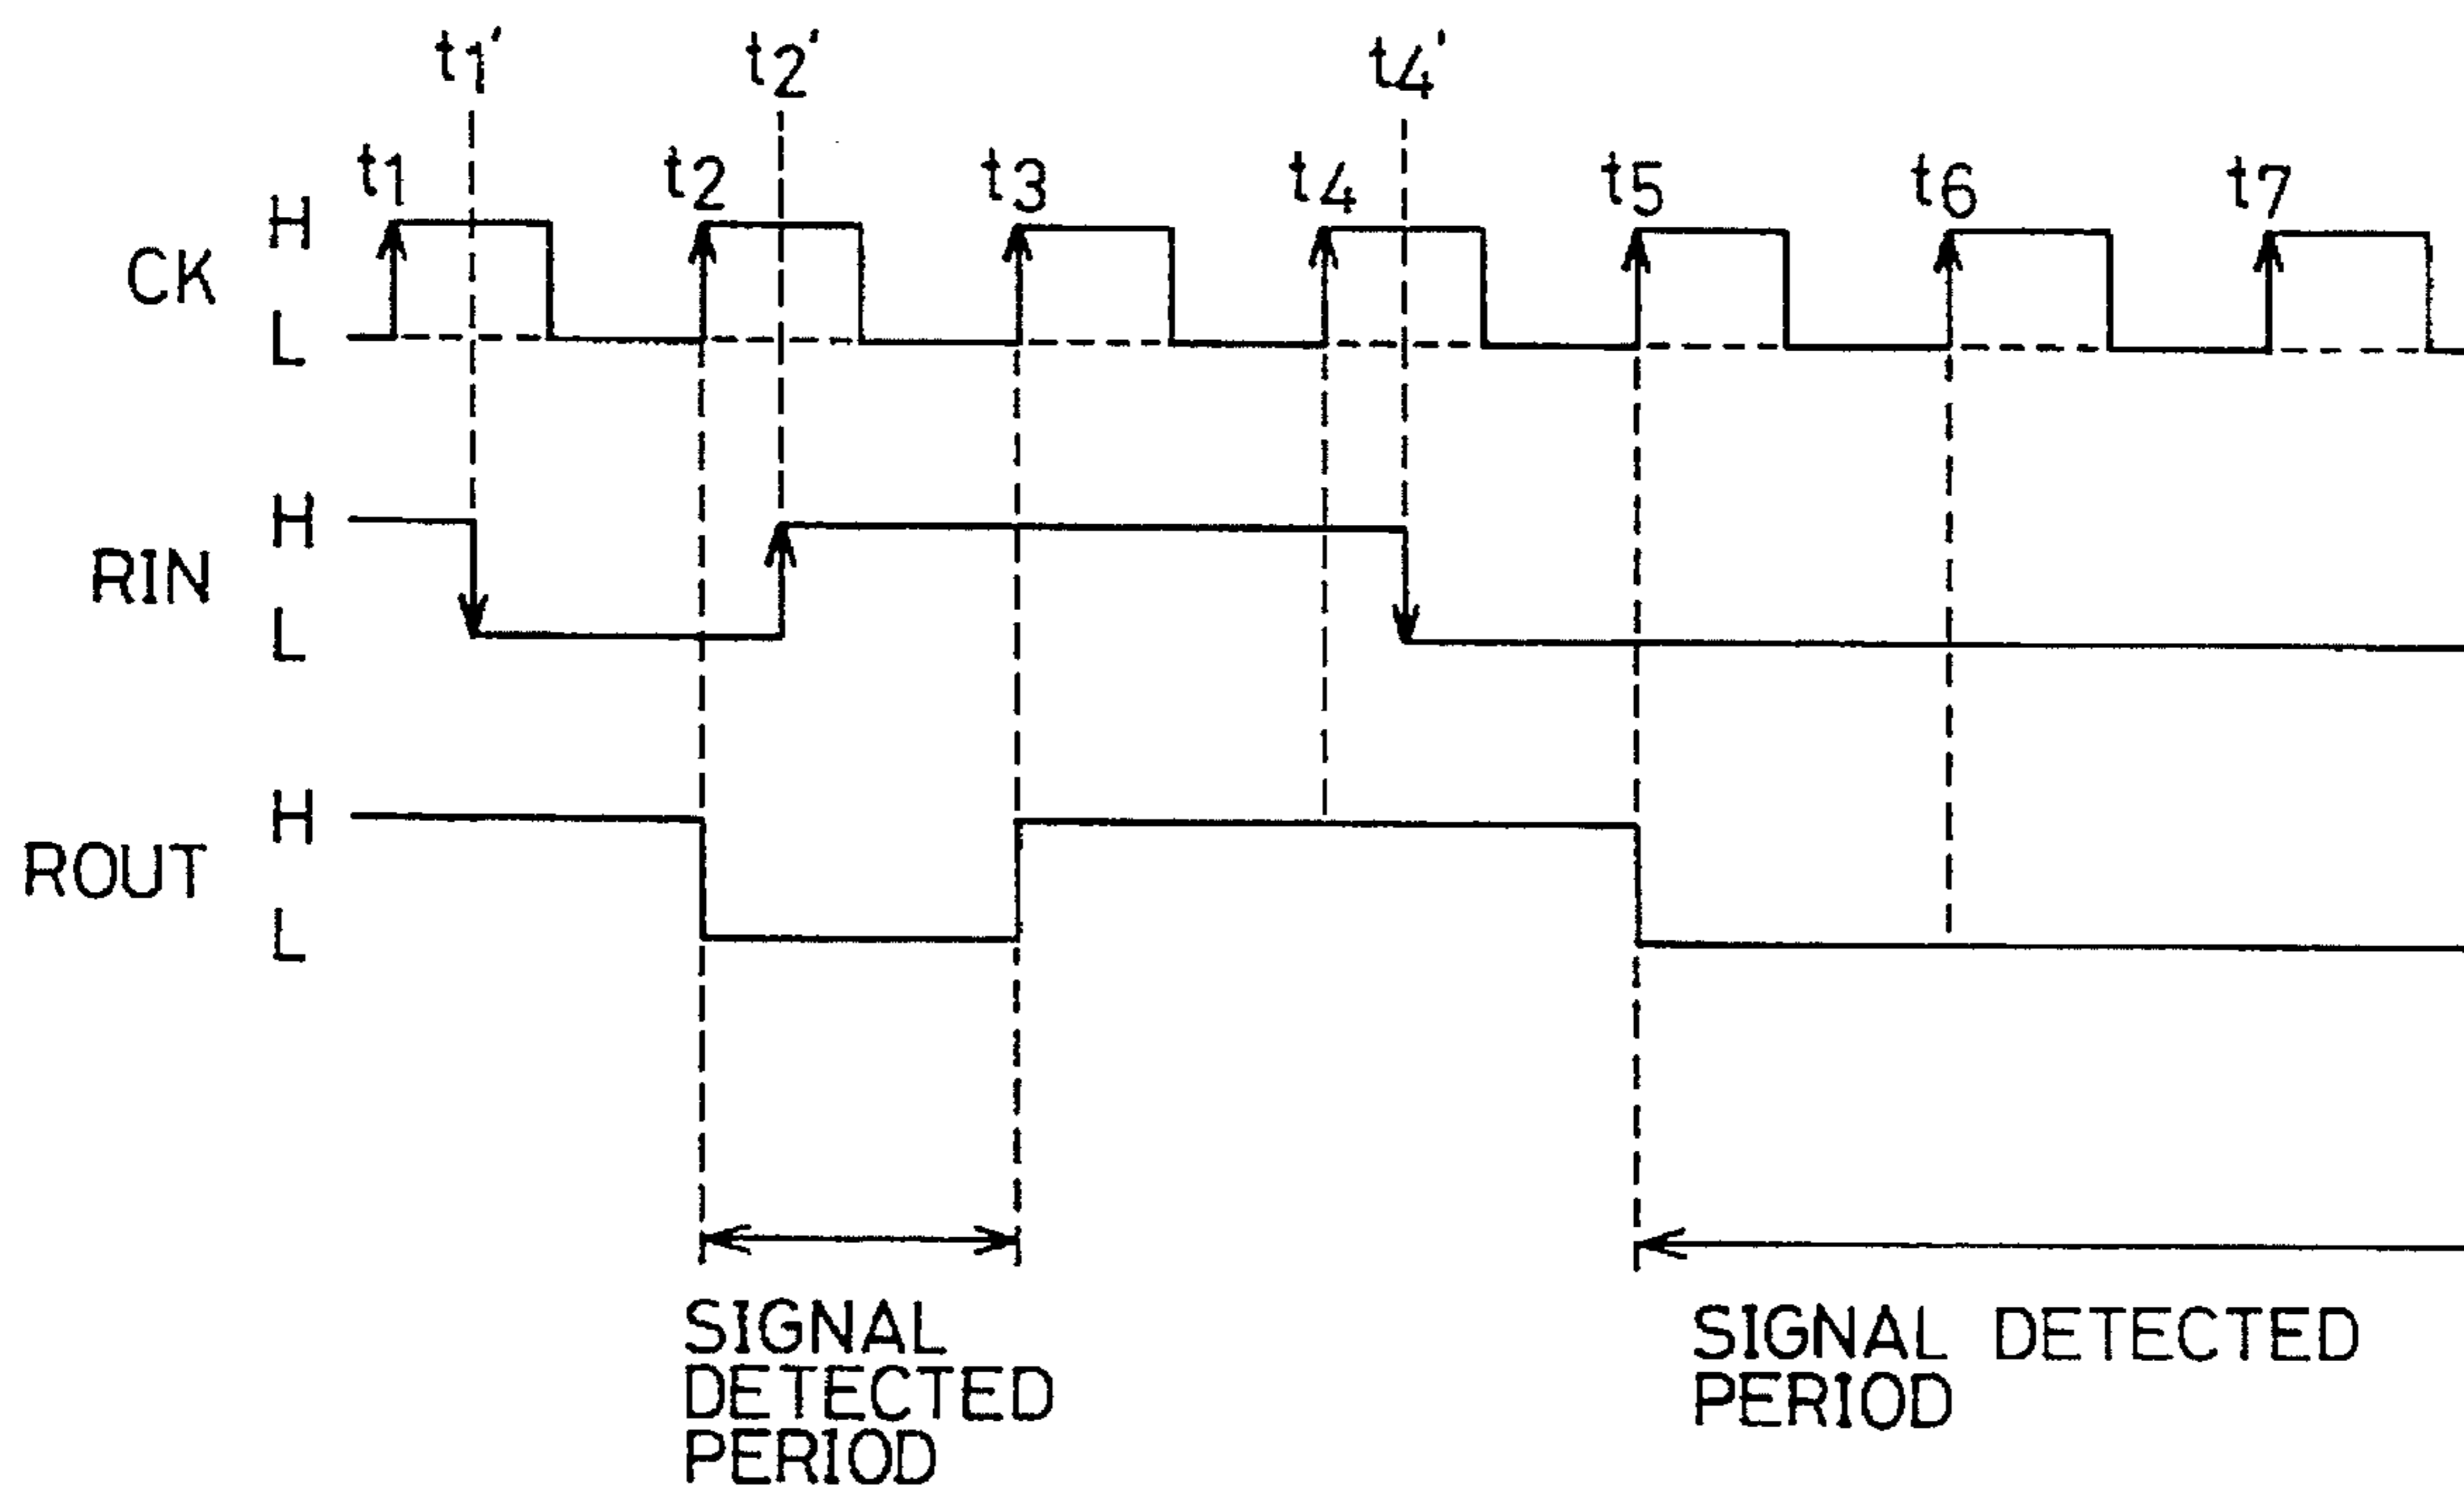 t1' t2' t4'
t1 t2 t3 t4 t5 t6 t7
H
CK
L
H
RIN
L
H
ROUT
L
SIGNAL
DETECTED
PERIOD
SIGNAL DETECTED
PERIOD